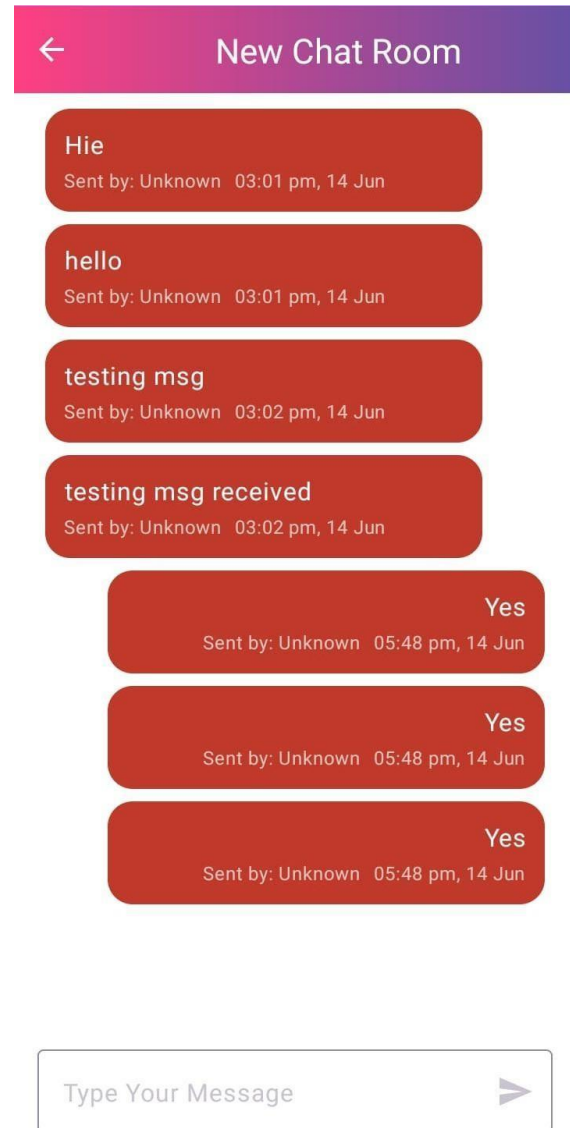 New Chat Room
Hie
Sent by: Unknown 03:01 pm, 14 Jun
hello
Sent by: Unknown 03:01 pm, 14 Jun
testing msg
Sent by: Unknown 03:02 pm, 14 Jun
testing msg received
Sent by: Unknown 03:02 pm, 14 Jun
Yes
Sent by: Unknown 05:48 pm, 14 Jun
Yes
Sent by: Unknown 05:48 pm, 14 Jun
Yes
Sent by: Unknown 05:48 pm, 14 Jun
Type Your Message